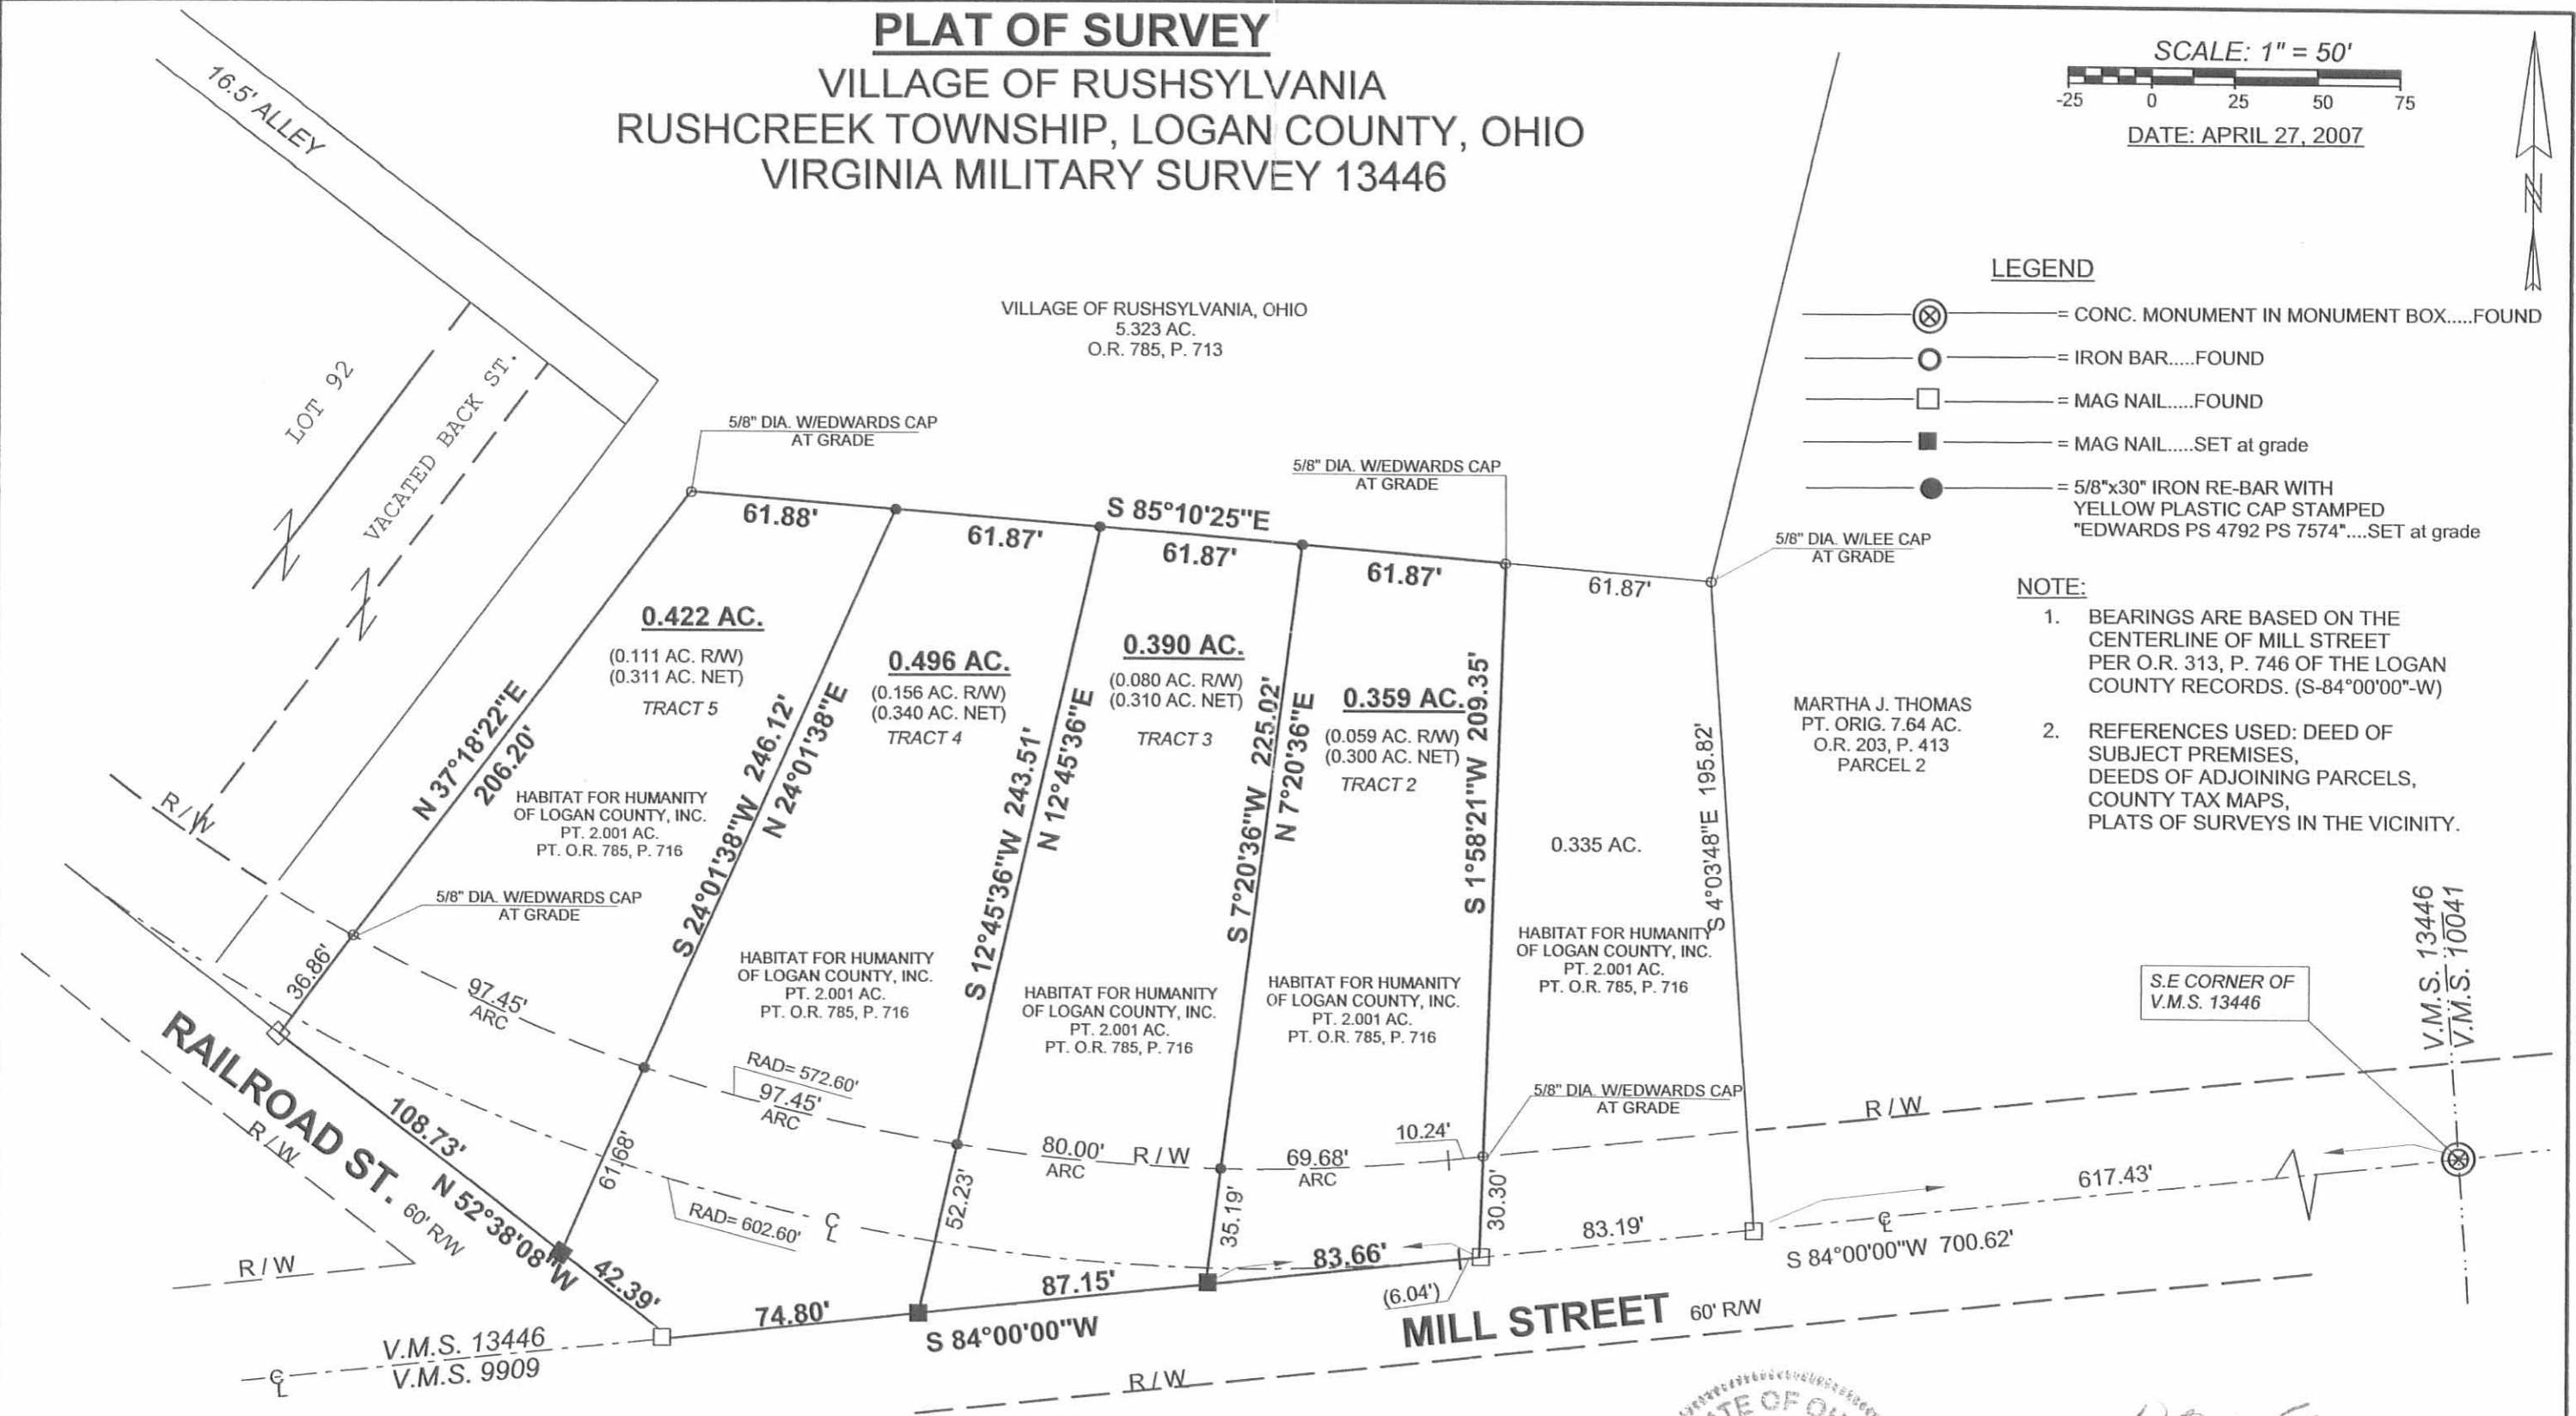 PLAT OF SURVEY
VILLAGE OF RUSHSYLVANIA
RUSHCREEK TOWNSHIP, LOGAN COUNTY, OHIO
VIRGINIA MILITARY SURVEY 13446
SCALE: 1" = 50'
-25 0 25 50 75
DATE: APRIL 27, 2007
N
16.5' ALLEY
LOT 92
VACATED BACK ST.
VILLAGE OF RUSHSYLVANIA, OHIO
5.323 AC.
O.R. 785, P. 713
LEGEND
= CONC. MONUMENT IN MONUMENT BOX.....FOUND
= IRON BAR.....FOUND
= MAG NAIL.....FOUND
= MAG NAIL.....SET at grade
= 5/8"x30" IRON RE-BAR WITH
YELLOW PLASTIC CAP STAMPED
"EDWARDS PS 4792 PS 7574"....SET at grade
NOTE:
1. BEARINGS ARE BASED ON THE
CENTERLINE OF MILL STREET
PER O.R. 313, P. 746 OF THE LOGAN
COUNTY RECORDS. (S-84°00'00"-W)
2. REFERENCES USED: DEED OF
SUBJECT PREMISES,
DEEDS OF ADJOINING PARCELS,
COUNTY TAX MAPS,
PLATS OF SURVEYS IN THE VICINITY.
5/8" DIA. W/EDWARDS CAP
AT GRADE
5/8" DIA. W/EDWARDS CAP
AT GRADE
5/8" DIA. W/LEE CAP
AT GRADE
S 85°10'25"E
61.88'
61.87'
61.87'
61.87'
61.87'
0.422 AC.
(0.111 AC. R/W)
(0.311 AC. NET)
TRACT 5
0.496 AC.
(0.156 AC. R/W)
(0.340 AC. NET)
TRACT 4
0.390 AC.
(0.080 AC. R/W)
(0.310 AC. NET)
TRACT 3
0.359 AC.
(0.059 AC. R/W)
(0.300 AC. NET)
TRACT 2
0.335 AC.
MARTHA J. THOMAS
PT. ORIG. 7.64 AC.
O.R. 203, P. 413
PARCEL 2
N 37°18'22"E
206.20'
S 24°01'38"W 246.12'
N 24°01'38"E
S 12°45'36"W 243.51'
N 12°45'36"E
S 7°20'36"W 225.02'
N 7°20'36"E
S 1°58'21"W 209.35'
S 4°03'48"E 195.82'
HABITAT FOR HUMANITY
OF LOGAN COUNTY, INC.
PT. 2.001 AC.
PT. O.R. 785, P. 716
HABITAT FOR HUMANITY
OF LOGAN COUNTY, INC.
PT. 2.001 AC.
PT. O.R. 785, P. 716
HABITAT FOR HUMANITY
OF LOGAN COUNTY, INC.
PT. 2.001 AC.
PT. O.R. 785, P. 716
HABITAT FOR HUMANITY
OF LOGAN COUNTY, INC.
PT. 2.001 AC.
PT. O.R. 785, P. 716
HABITAT FOR HUMANITY
OF LOGAN COUNTY, INC.
PT. 2.001 AC.
PT. O.R. 785, P. 716
R/W
5/8" DIA. W/EDWARDS CAP
AT GRADE
36.86'
97.45'
ARC
RAD= 572.60'
97.45'
ARC
80.00'
ARC
R/W
69.68'
ARC
10.24'
5/8" DIA. W/EDWARDS CAP
AT GRADE
R/W
S.E CORNER OF
V.M.S. 13446
V.M.S. 13446
V.M.S. 10041
RAILROAD ST. 60' R/W
R/W
108.73'
N 52°38'08"W
42.39'
61.68'
52.23'
35.19'
30.30'
RAD= 602.60'
CL
R/W
V.M.S. 13446
V.M.S. 9909
CL
74.80'
87.15'
S 84°00'00"W
83.66'
(6.04')
83.19'
CL
617.43'
S 84°00'00"W 700.62'
MILL STREET 60' R/W
R/W